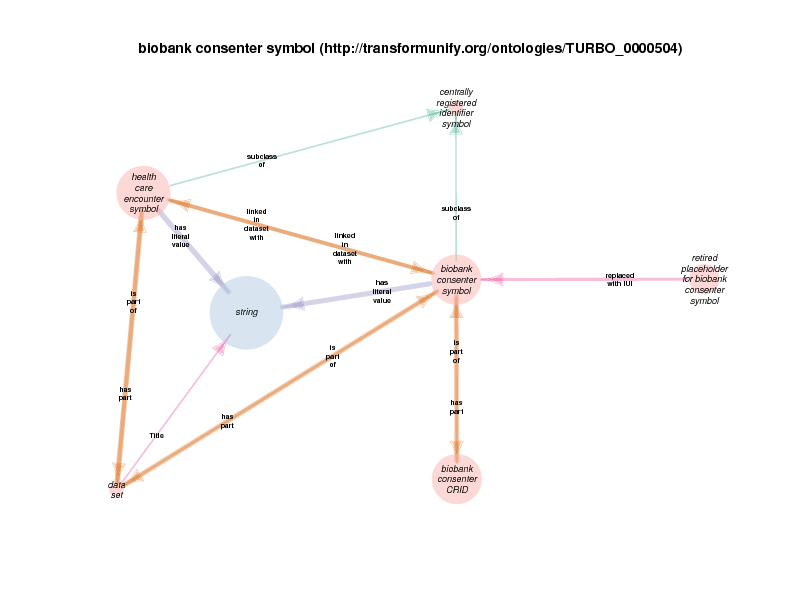 biobank consenter symbol (http://transformunify.org/ontologies/TURBO_0000504)
centrally
registered
identifier
symbol
subclass
of
health
care
encounter
symbol
linked
in
dataset
with
subclass
of
has
literal
value
linked
in
dataset
with
biobank
consenter
symbol
retired
placeholder
for biobank
consenter
symbol
replaced
with IUI
has
literal
value
string
is
part
of
is
part
of
is
part
of
has
part
has
part
has
part
Title
biobank
consenter
CRID
data
set